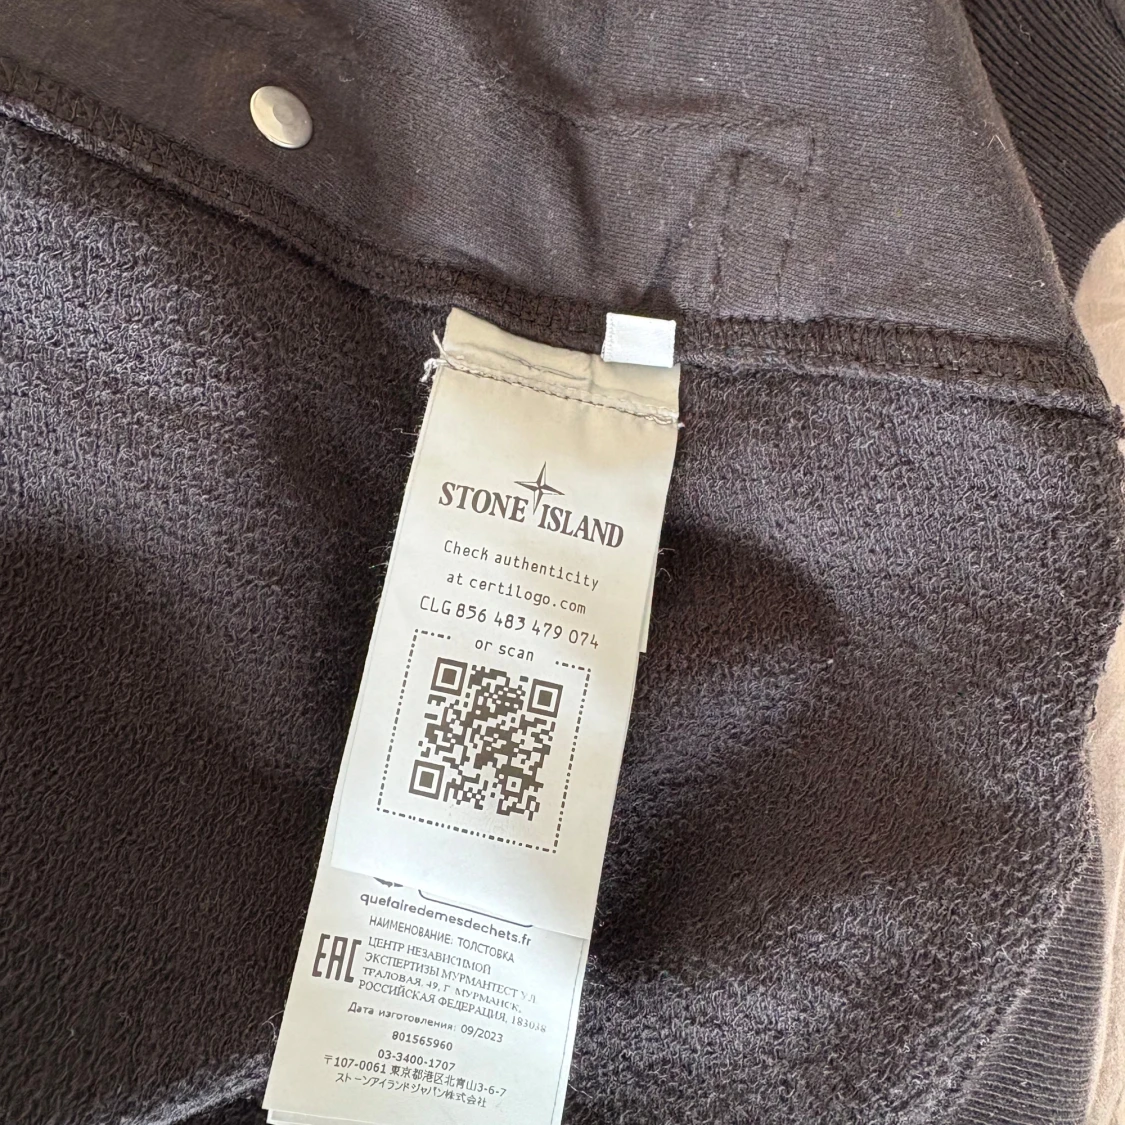 STONE ISLAND
Check authenticity
at certilogo.com
CLG 856 483 479 074
or scan
quefairedemesdechets.fr
НАИМЕНОВАНИЕ: ТОЛСТОВКА
EAC
ЦЕНТР НЕЗАВИСИМОЙ
ЭКСПЕРТИЗЫ МУРМАНТЕСТ УЛ
ТРАЛОВАЯ, 49, Г. МУРМАНСК,
РОССИЙСКАЯ ФЕДЕРАЦИЯ, 183038
Дата изготовления: 09/2023
801565960
03-3400-1707
〒107-0061 東京都港区北青山3-6-7
ストーンアイランドジャパン株式会社